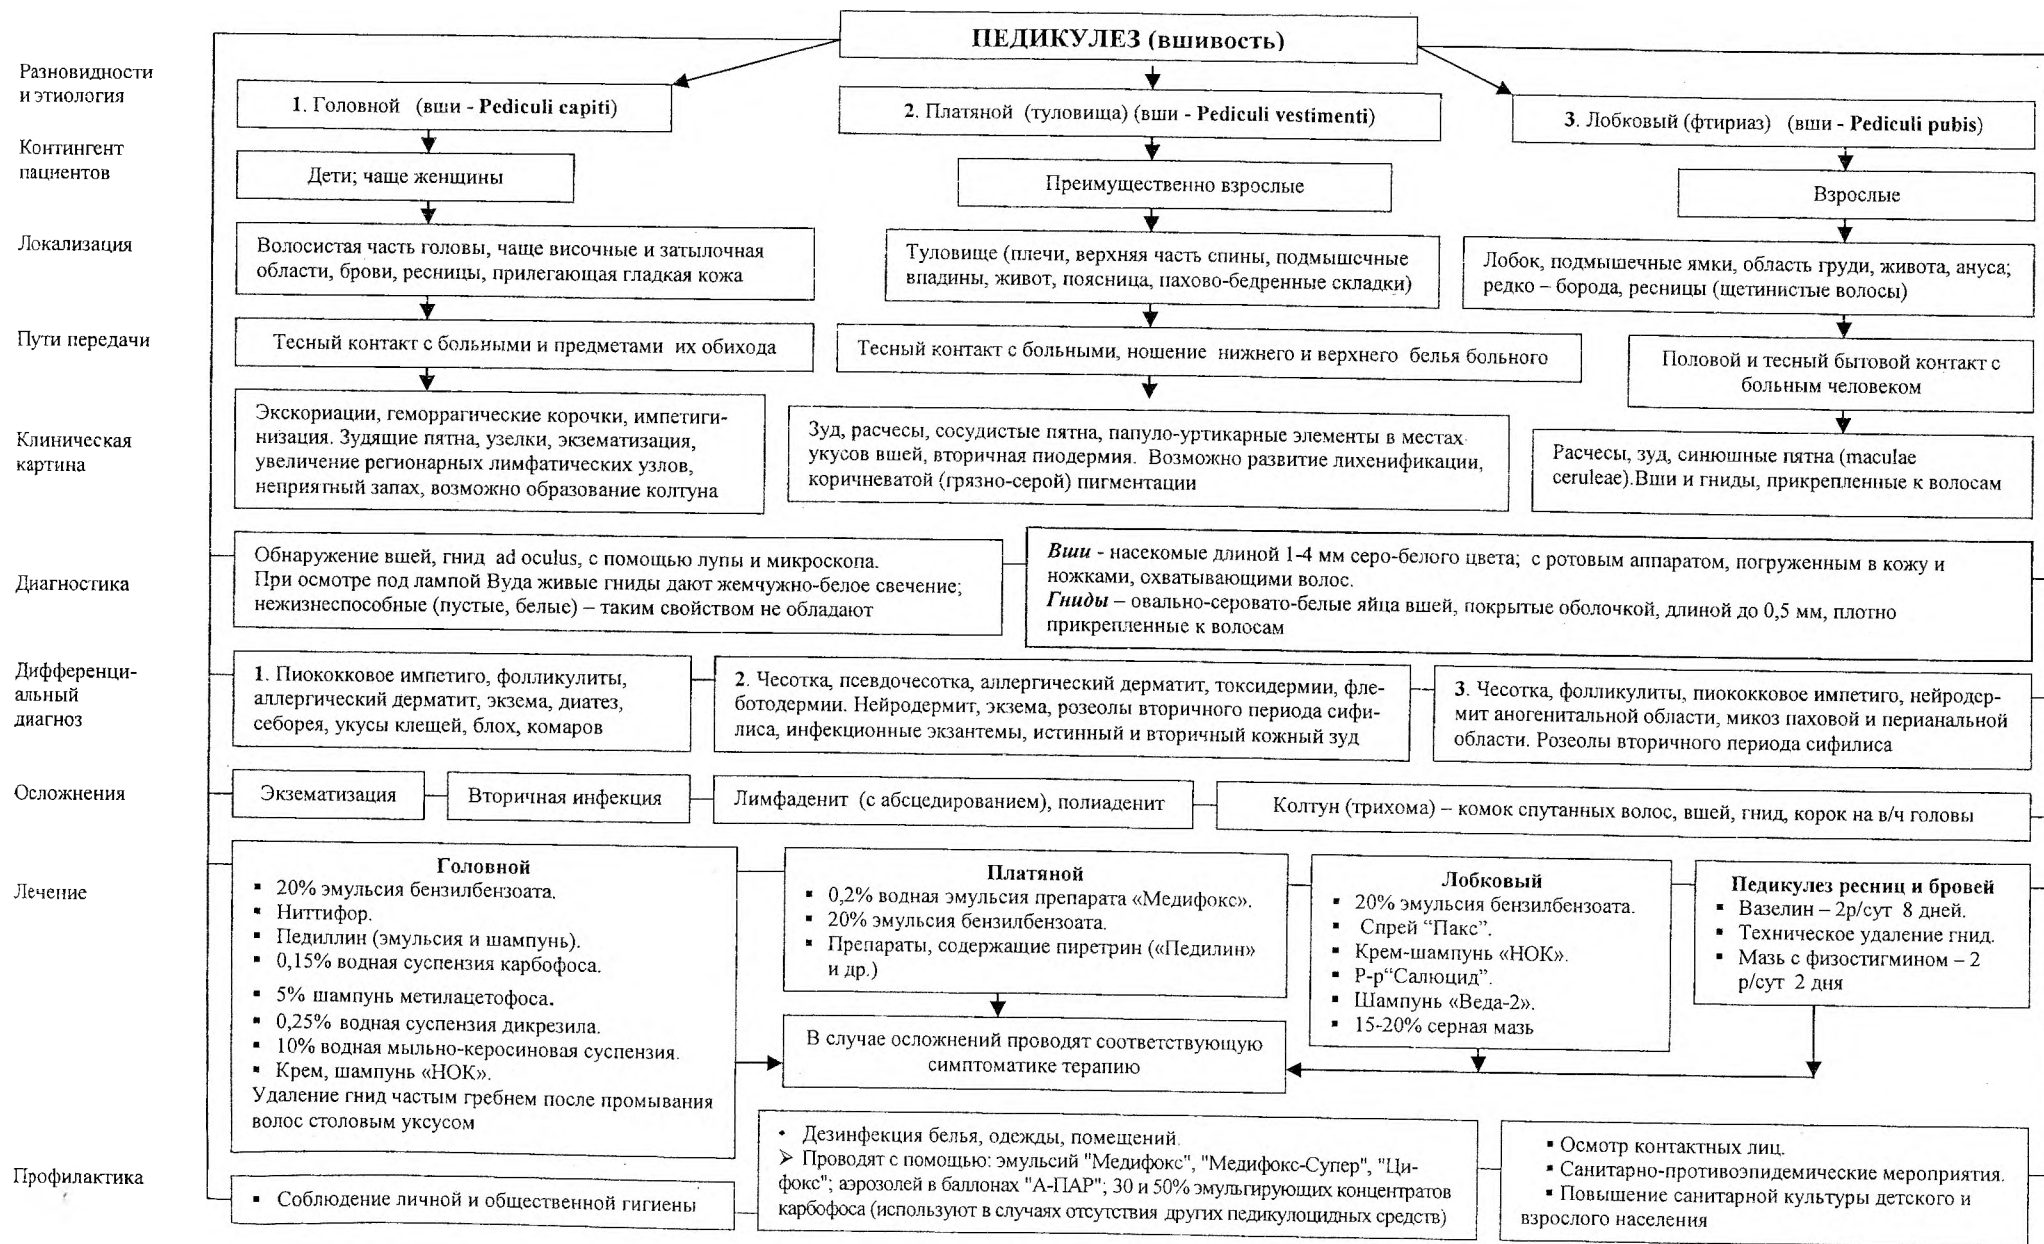 ПЕДИКУЛЕЗ (вшивость)
Разновидности
и этиология
1. Головной (вши - Pediculi capiti)
2. Платяной (туловища) (вши - Pediculi vestimenti)
3. Лобковый (фтириаз) (вши - Pediculi pubis)
Контингент
пациентов
Дети; чаще женщины
Преимущественно взрослые
Взрослые
Локализация
Волосистая часть головы, чаще височные и затылочная
области, брови, ресницы, прилегающая гладкая кожа
Туловище (плечи, верхняя часть спины, подмышечные
впадины, живот, поясница, пахово-бедренные складки)
Лобок, подмышечные ямки, область груди, живота, ануса;
редко – борода, ресницы (щетинистые волосы)
Пути передачи
Тесный контакт с больными и предметами их обихода
Тесный контакт с больными, ношение нижнего и верхнего белья больного
Половой и тесный бытовой контакт с
больным человеком
Клиническая
картина
Экскориации, геморрагические корочки, импетиги-
низация. Зудящие пятна, узелки, экзематизация,
увеличение регионарных лимфатических узлов,
неприятный запах, возможно образование колтуна
Зуд, расчесы, сосудистые пятна, папуло-уртикарные элементы в местах
укусов вшей, вторичная пиодермия. Возможно развитие лихенификации,
коричневатой (грязно-серой) пигментации
Расчесы, зуд, синюшные пятна (maculae
ceruleae).Вши и гниды, прикрепленные к волосам
Диагностика
Обнаружение вшей, гнид ad oculus, с помощью лупы и микроскопа.
При осмотре под лампой Вуда живые гниды дают жемчужно-белое свечение;
нежизнеспособные (пустые, белые) – таким свойством не обладают
Вши - насекомые длиной 1-4 мм серо-белого цвета; с ротовым аппаратом, погруженным в кожу и
ножками, охватывающими волос.
Гниды – овально-серовато-белые яйца вшей, покрытые оболочкой, длиной до 0,5 мм, плотно
прикрепленные к волосам
Дифференци-
альный
диагноз
1. Пиококковое импетиго, фолликулиты,
аллергический дерматит, экзема, диатез,
себорея, укусы клещей, блох, комаров
2. Чесотка, псевдочесотка, аллергический дерматит, токсидермии, фле-
ботодермии. Нейродермит, экзема, розеолы вторичного периода сифи-
лиса, инфекционные экзантемы, истинный и вторичный кожный зуд
3. Чесотка, фолликулиты, пиококковое импетиго, нейродер-
мит аногенитальной области, микоз паховой и перианальной
области. Розеолы вторичного периода сифилиса
Осложнения
Экзематизация
Вторичная инфекция
Лимфаденит (с абсцедированием), полиаденит
Колтун (трихома) – комок спутанных волос, вшей, гнид, корок на в/ч головы
Лечение
Головной
▪ 20% эмульсия бензилбензоата.
▪ Ниттифор.
▪ Педиллин (эмульсия и шампунь).
▪ 0,15% водная суспензия карбофоса.
▪ 5% шампунь метилацетофоса.
▪ 0,25% водная суспензия дикрезила.
▪ 10% водная мыльно-керосиновая суспензия.
▪ Крем, шампунь «НОК».
Удаление гнид частым гребнем после промывания
волос столовым уксусом
Платяной
▪ 0,2% водная эмульсия препарата «Медифокс».
▪ 20% эмульсия бензилбензоата.
▪ Препараты, содержащие пиретрин («Педилин»
и др.)
Лобковый
▪ 20% эмульсия бензилбензоата.
▪ Спрей “Пакс”.
▪ Крем-шампунь «НОК».
▪ Р-р“Салюцид”.
▪ Шампунь «Веда-2».
▪ 15-20% серная мазь
Педикулез ресниц и бровей
▪ Вазелин – 2р/сут 8 дней.
▪ Техническое удаление гнид.
▪ Мазь с физостигмином – 2
р/сут 2 дня
В случае осложнений проводят соответствующую
симптоматике терапию
Профилактика
▪ Соблюдение личной и общественной гигиены
• Дезинфекция белья, одежды, помещений.
➢ Проводят с помощью: эмульсий "Медифокс", "Медифокс-Супер", "Ци-
фокс"; аэрозолей в баллонах "А-ПАР"; 30 и 50% эмульгирующих концентратов
карбофоса (используют в случаях отсутствия других педикулоцидных средств)
▪ Осмотр контактных лиц.
▪ Санитарно-противоэпидемические мероприятия.
▪ Повышение санитарной культуры детского и
взрослого населения